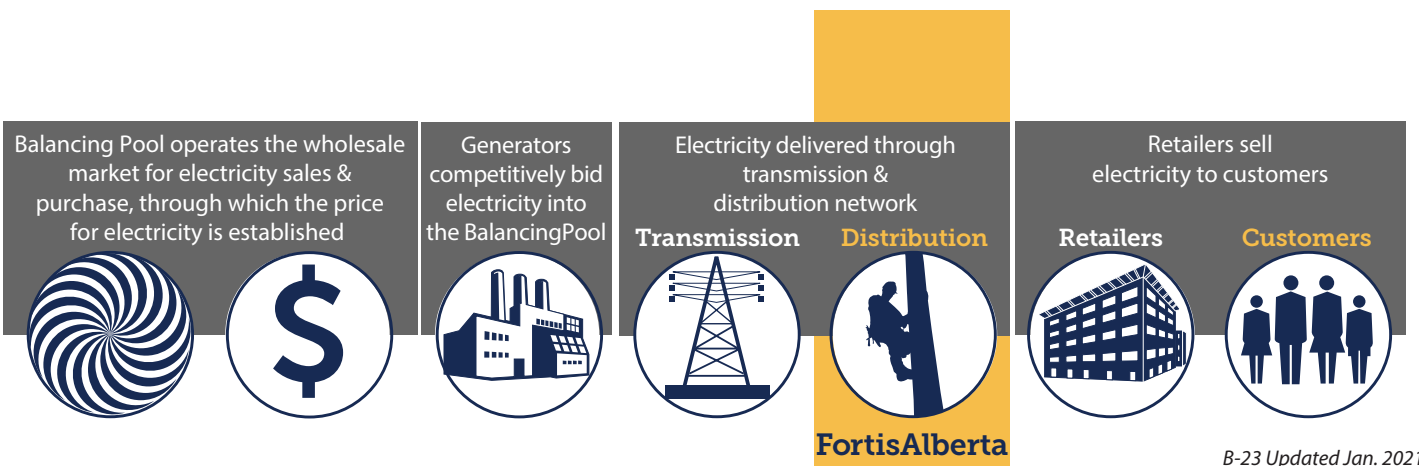 Balancing Pool operates the wholesale
market for electricity sales &
purchase, through which the price
for electricity is established
Generators
competitively bid
electricity into
the BalancingPool
Electricity delivered through
transmission &
distribution network
Transmission
Distribution
Retailers sell
electricity to customers
Retailers
Customers
FortisAlberta
B-23 Updated Jan. 2021